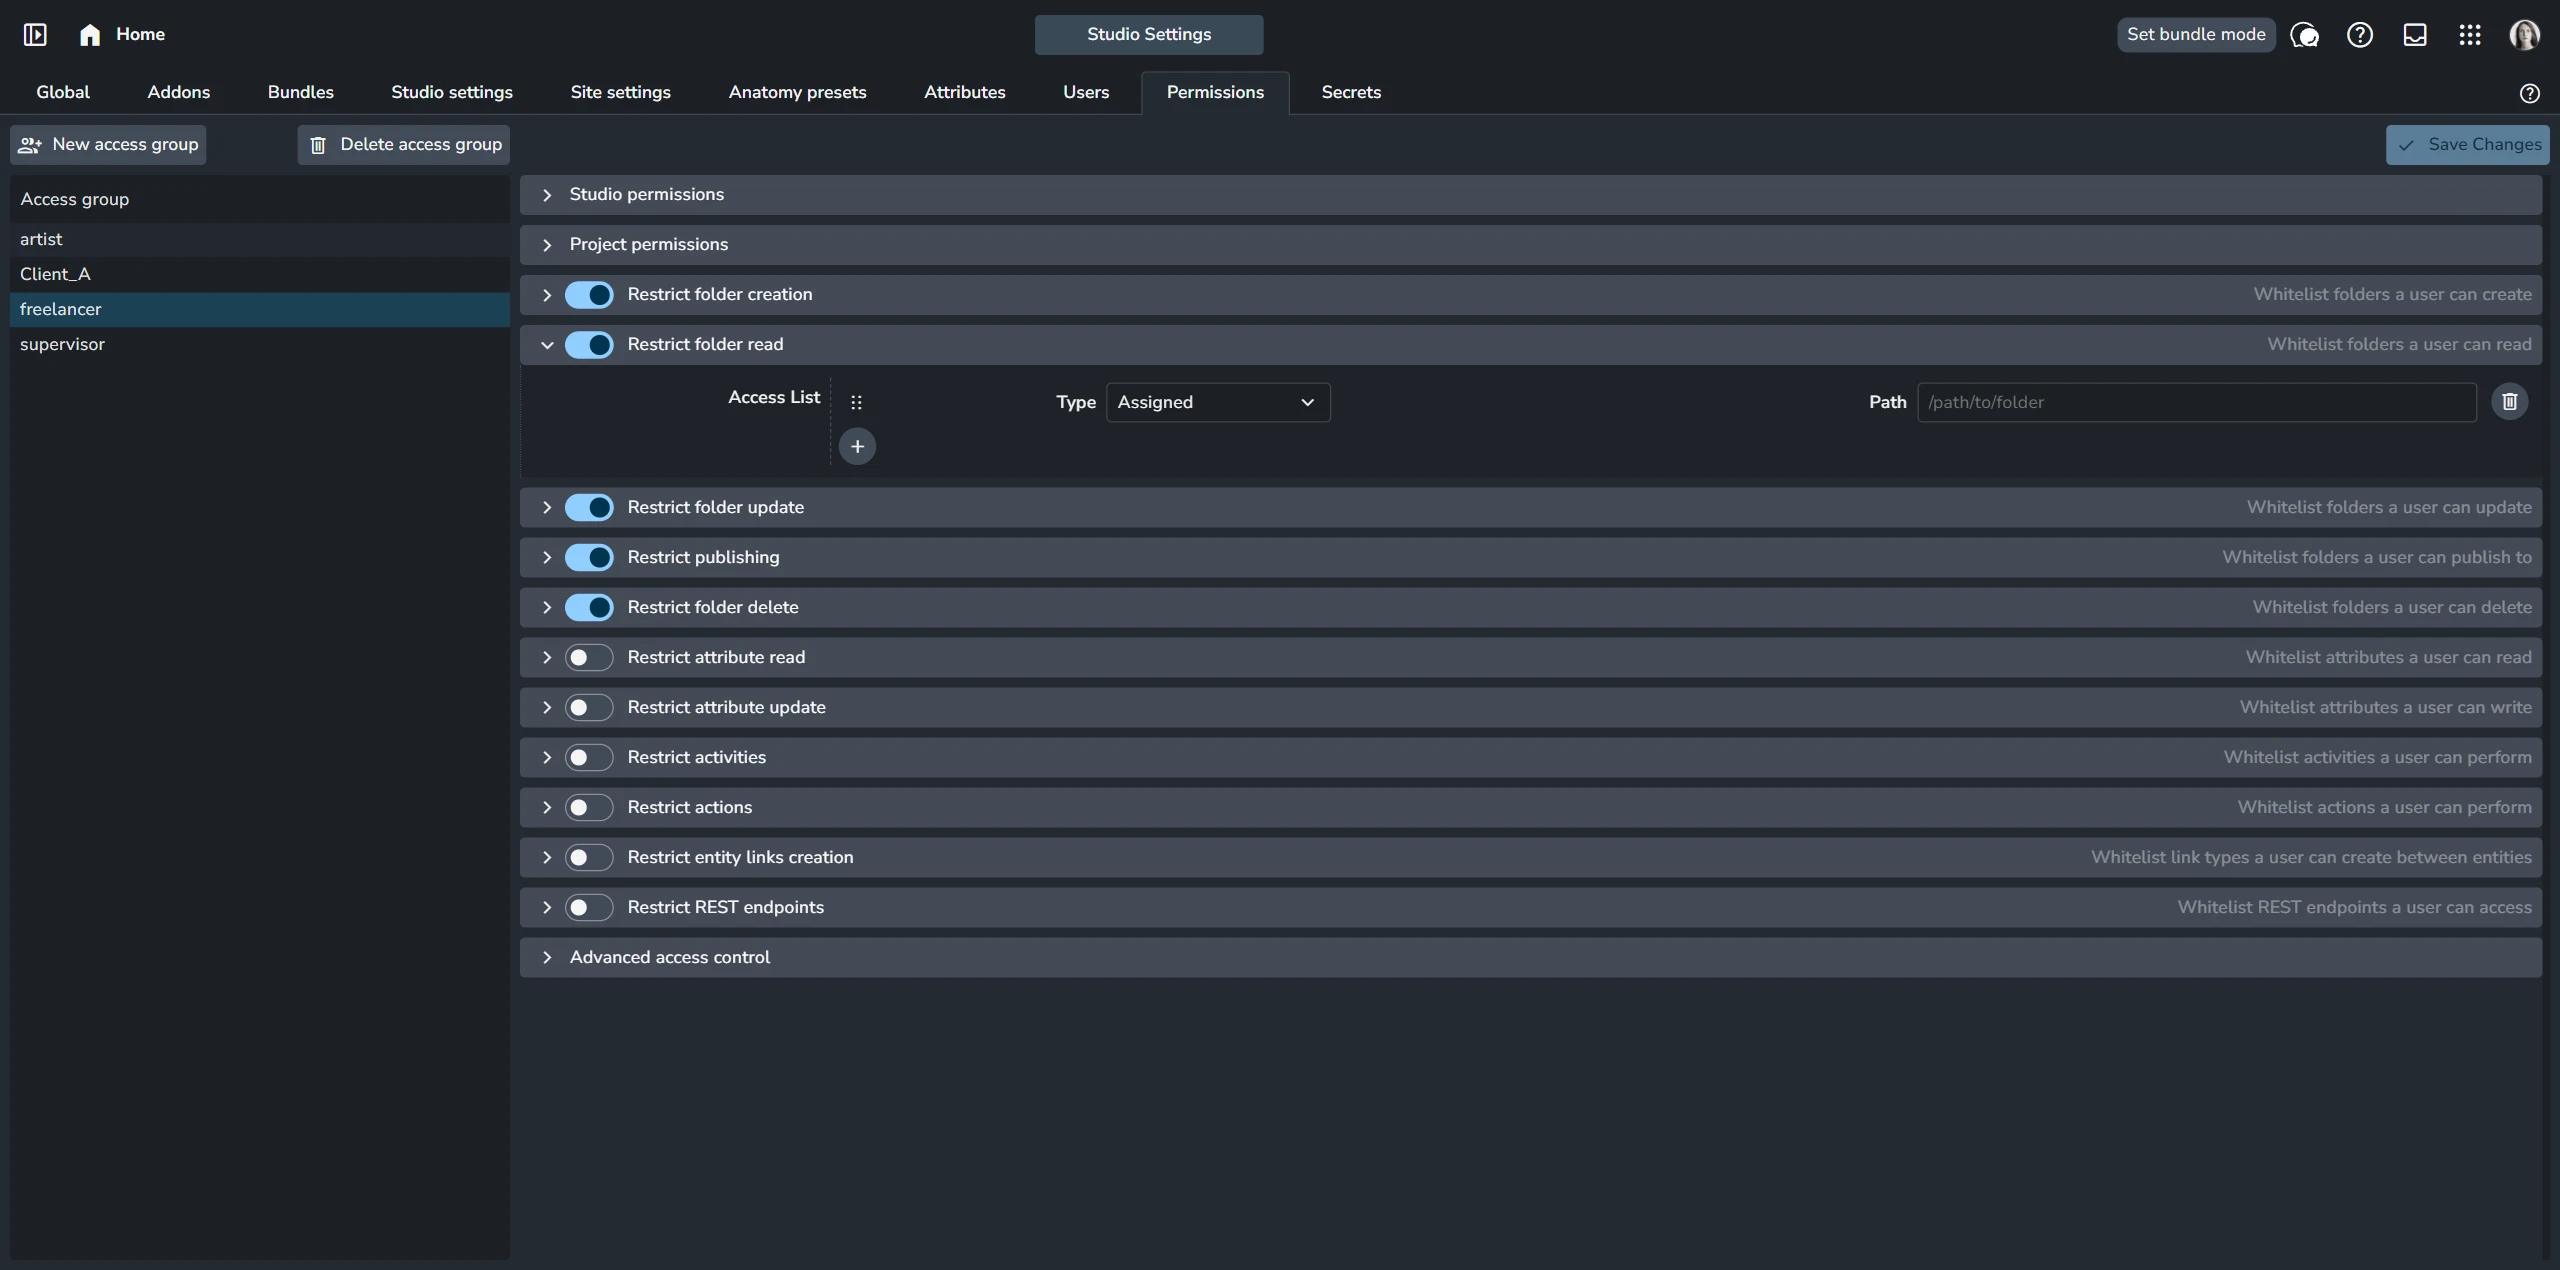 Home
Studio Settings
Set bundle mode
Global Addons Bundles Studio settings Site settings Anatomy presets Attributes Users Permissions Secrets
New access group Delete access group Save Changes
Access group
artist
Client_A
freelancer
supervisor
Studio permissions
Project permissions
Restrict folder creation Whitelist folders a user can create
Restrict folder read Whitelist folders a user can read
Access List Type Assigned Path /path/to/folder
Restrict folder update Whitelist folders a user can update
Restrict publishing Whitelist folders a user can publish to
Restrict folder delete Whitelist folders a user can delete
Restrict attribute read Whitelist attributes a user can read
Restrict attribute update Whitelist attributes a user can write
Restrict activities Whitelist activities a user can perform
Restrict actions Whitelist actions a user can perform
Restrict entity links creation Whitelist link types a user can create between entities
Restrict REST endpoints Whitelist REST endpoints a user can access
Advanced access control